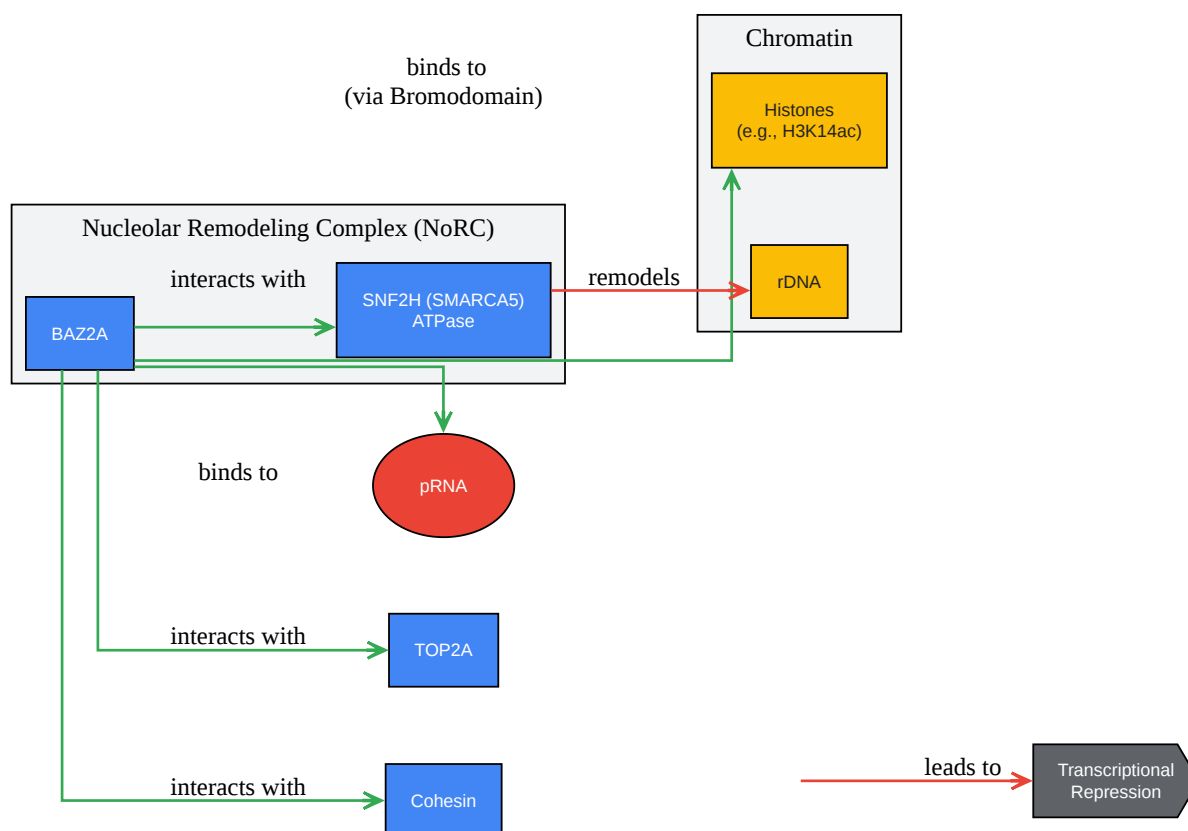 Chromatin
binds to
(via Bromodomain)
Histones
(e.g., H3K14ac)
Nucleolar Remodeling Complex (NoRC)
interacts with
SNF2H (SMARCA5)
ATPase
remodels
rDNA
BAZ2A
binds to
pRNA
interacts with
TOP2A
leads to
Transcriptional
Repression
interacts with
Cohesin